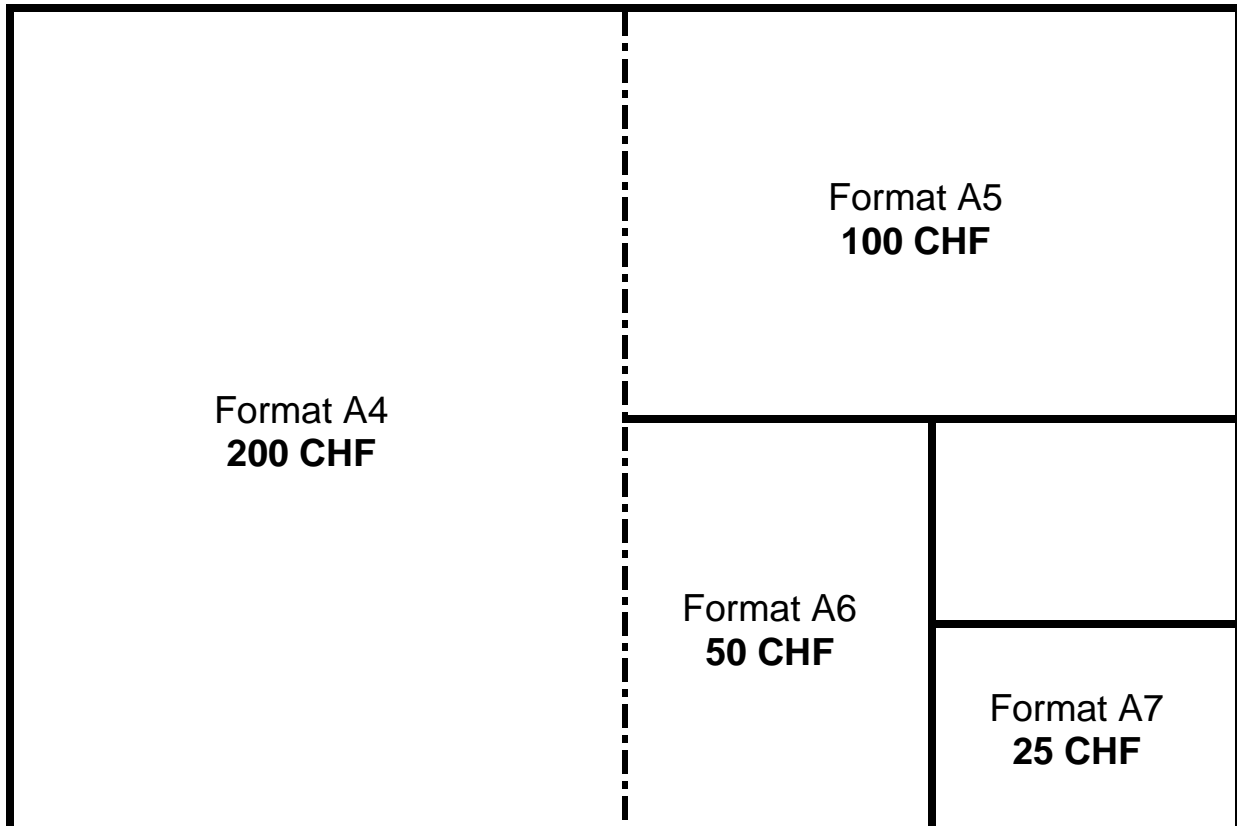 Format A5
100 CHF
Format A4
200 CHF
Format A6
50 CHF
Format A7
25 CHF